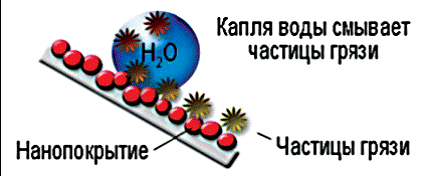 Капля воды смывает
частицы грязи
H₂O
Нанопокрытие
Частицы грязи